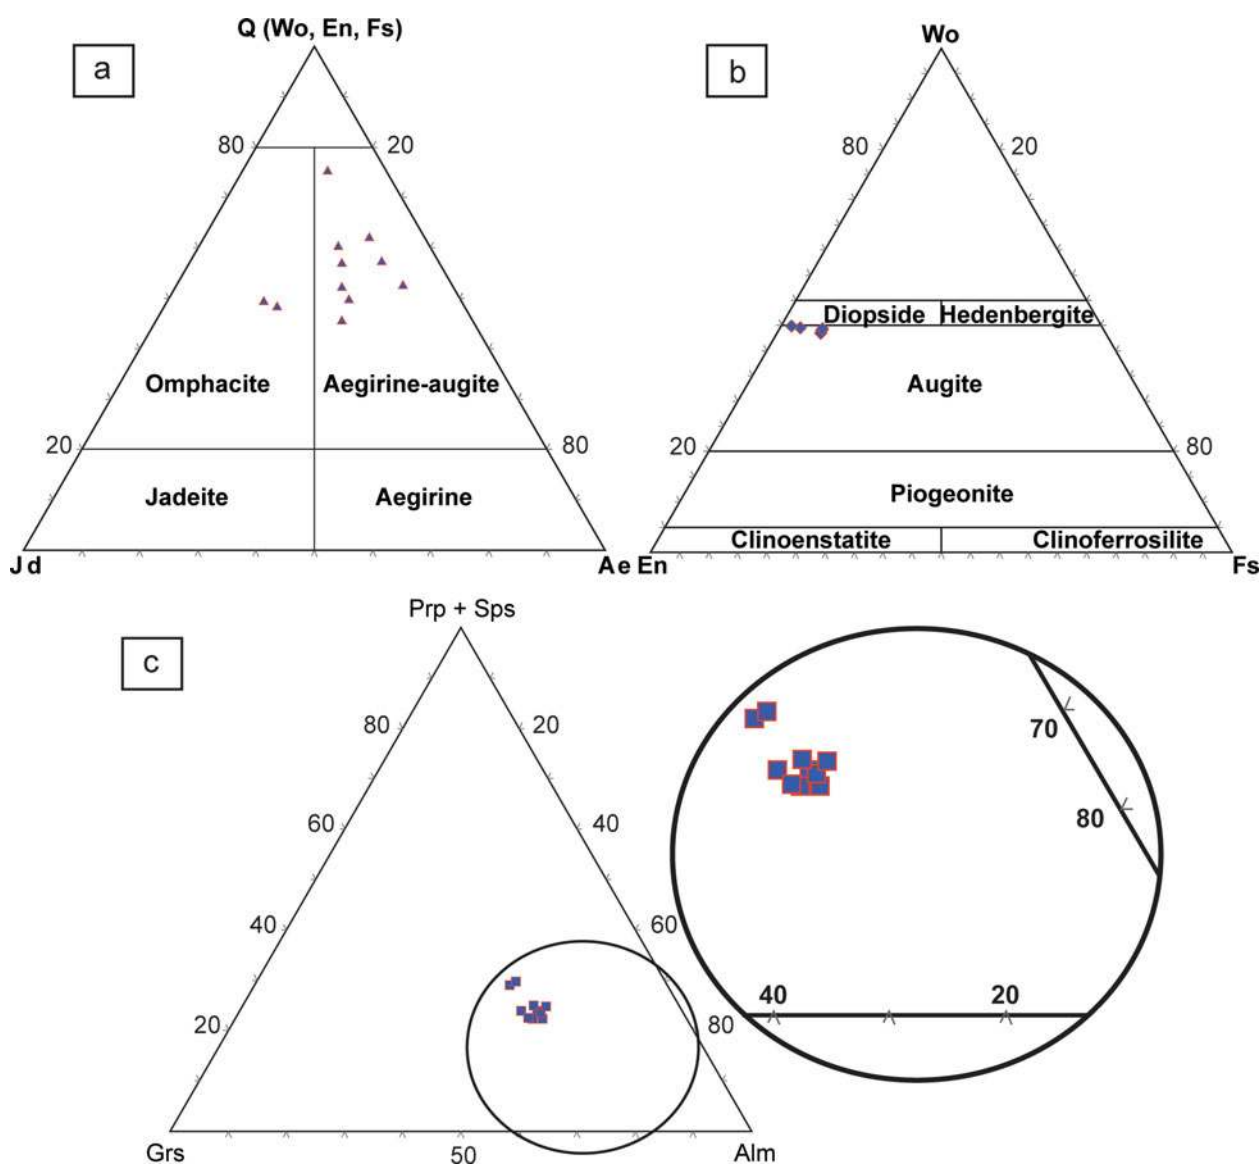 Q (Wo, En, Fs)
a
80
20
Omphacite
Aegirine-augite
20
80
Jadeite
Aegirine
Jd
Ae
Wo
b
80
20
Diopside
Hedenbergite
Augite
20
80
Piogeonite
Clinoenstatite
Clinoferrosilite
En
Fs
Prp + Sps
c
80
20
60
40
40
60
20
80
Grs
50
Alm
70
80
40
20